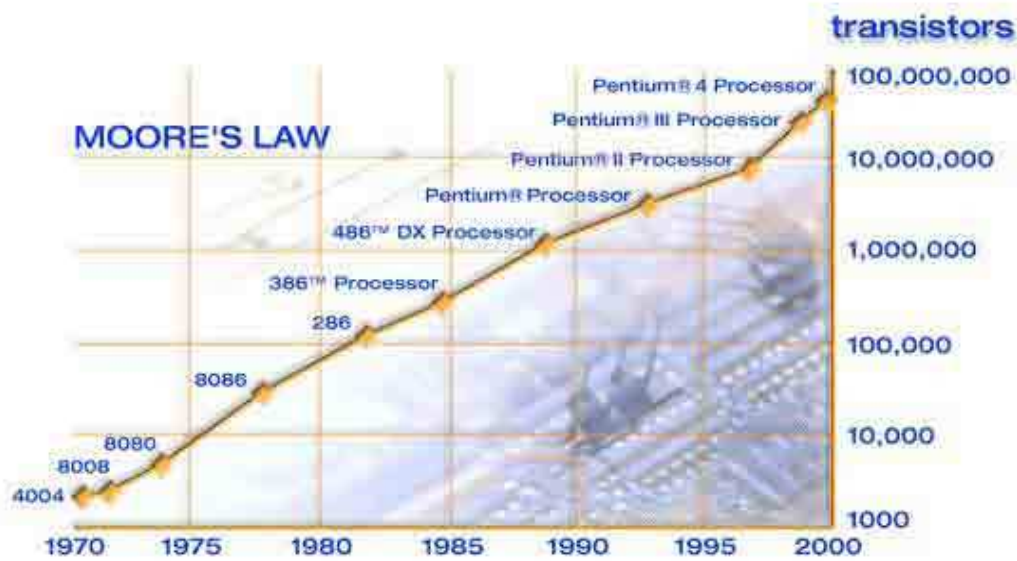 transistors
100,000,000
Pentium® 4 Processor
MOORE'S LAW
Pentium® III Processor
10,000,000
Pentium® II Processor
Pentium® Processor
486™ DX Processor
1,000,000
386™ Processor
286
100,000
8086
10,000
8080
8008
4004
1000
1970 1975 1980 1985 1990 1995 2000